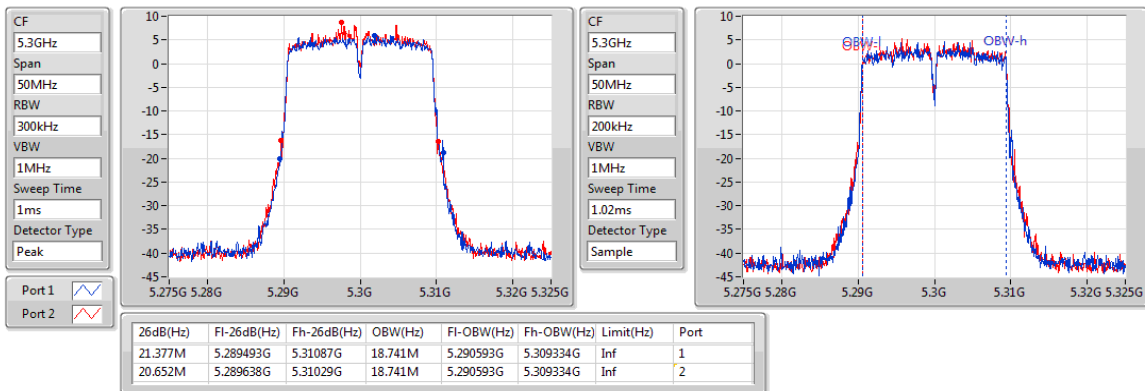 CF
5.3GHz
Span
50MHz
RBW
300kHz
VBW
1MHz
Sweep Time
1ms
Detector Type
Peak
Port 1
Port 2
10
5
0
-5
-10
-15
-20
-25
-30
-35
-40
-45
5.275G 5.28G 5.29G 5.3G 5.31G 5.32G 5.325G
CF
5.3GHz
Span
50MHz
RBW
200kHz
VBW
1MHz
Sweep Time
1.02ms
Detector Type
Sample
10
5
0
-5
-10
-15
-20
-25
-30
-35
-40
-45
OBW-l
OBW-l
OBW-h
5.275G 5.28G 5.29G 5.3G 5.31G 5.32G 5.325G
26dB(Hz) Fl-26dB(Hz) Fh-26dB(Hz) OBW(Hz) Fl-OBW(Hz) Fh-OBW(Hz) Limit(Hz) Port
21.377M 5.289493G 5.31087G 18.741M 5.290593G 5.309334G Inf 1
20.652M 5.289638G 5.31029G 18.741M 5.290593G 5.309334G Inf 2